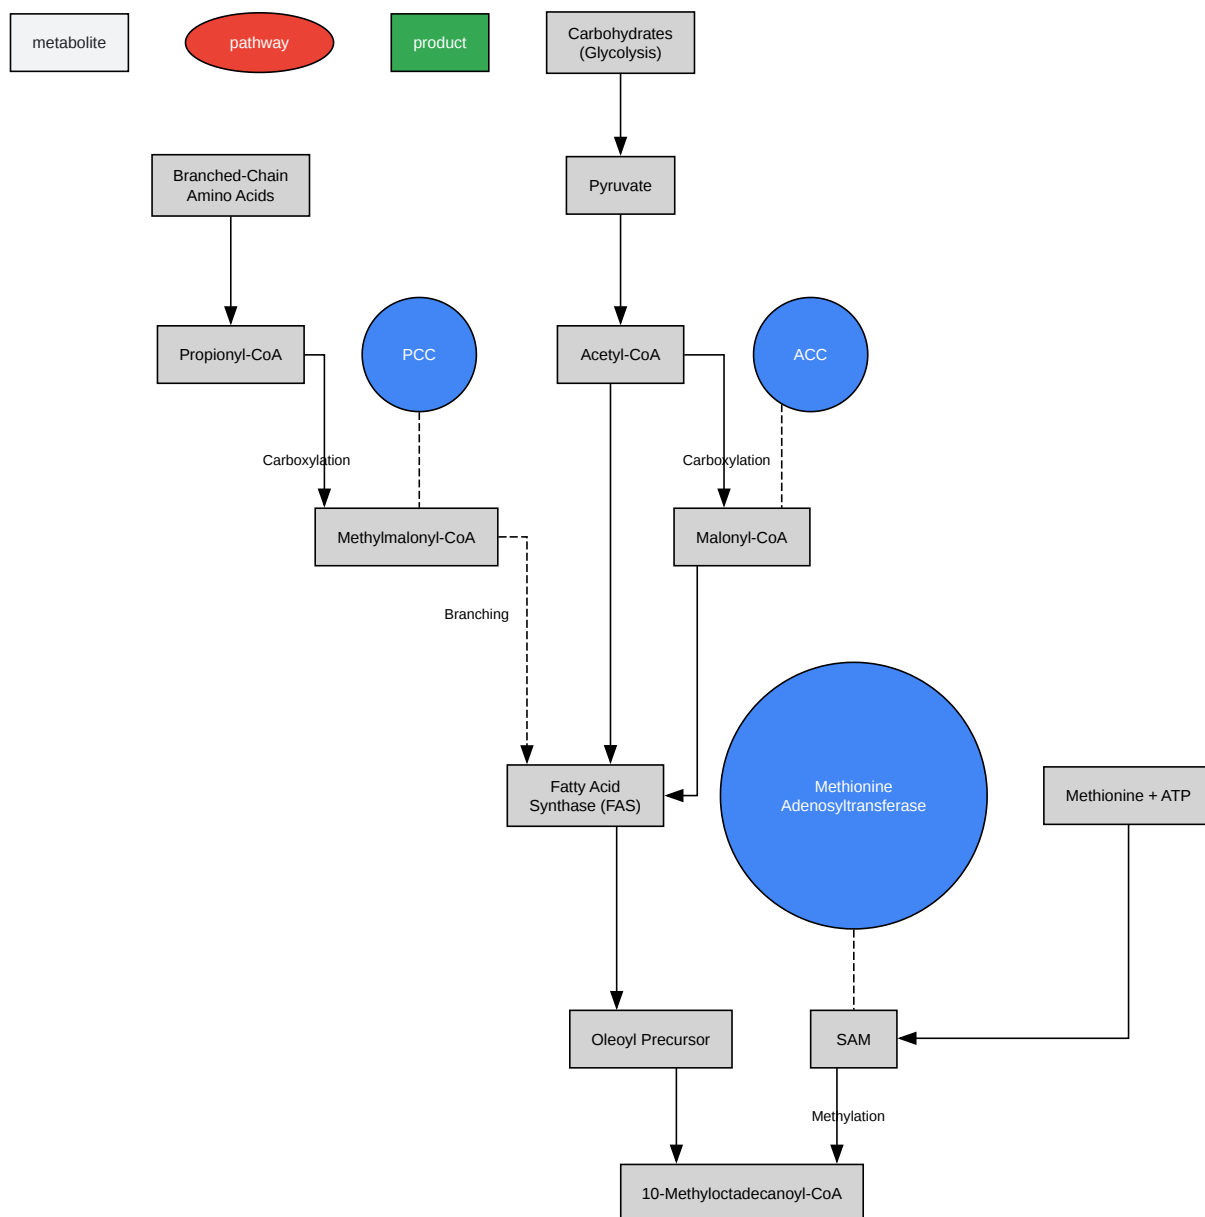 metabolite
pathway
product
Carbohydrates
(Glycolysis)
Branched-Chain
Amino Acids
Pyruvate
Propionyl-CoA
PCC
Acetyl-CoA
ACC
Carboxylation
Carboxylation
Methylmalonyl-CoA
Malonyl-CoA
Branching
Fatty Acid
Synthase (FAS)
Methionine
Adenosyltransferase
Methionine + ATP
Oleoyl Precursor
SAM
Methylation
10-Methyloctadecanoyl-CoA